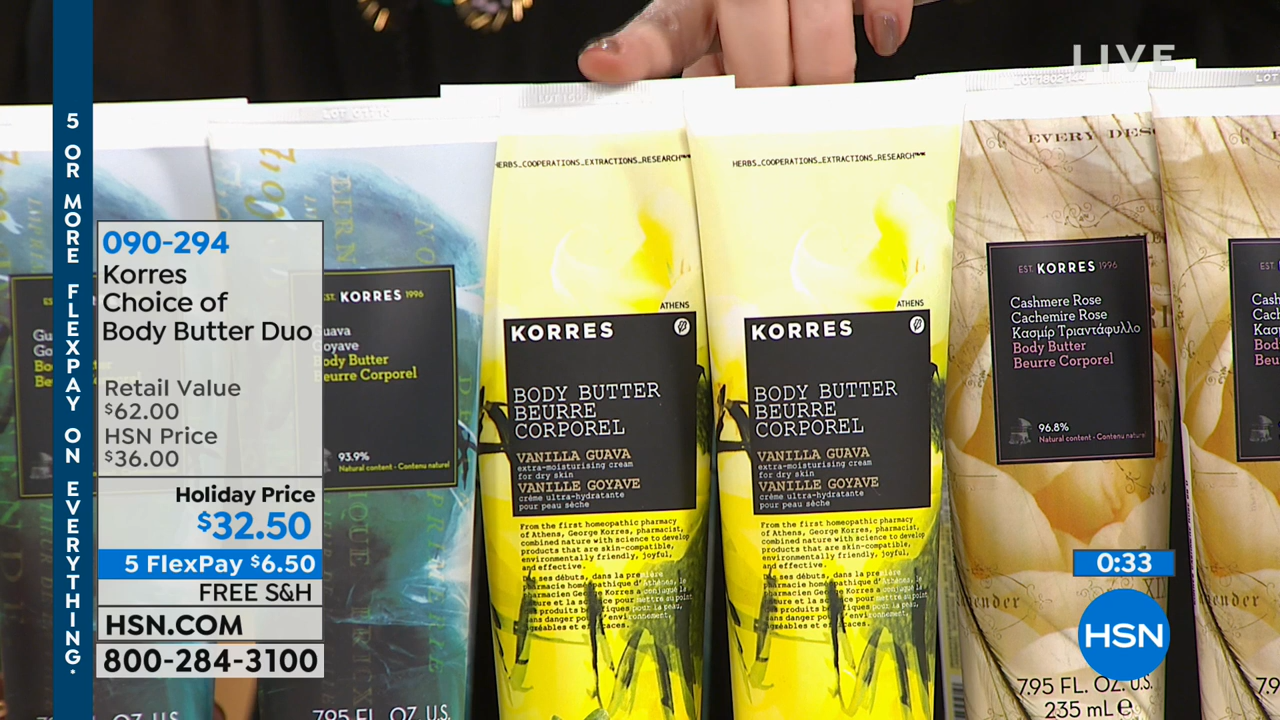 LIVE
5 OR MORE FLEXPAY ON EVERYTHING.
090-294
Korres
Choice of
Body Butter Duo
Retail Value
$62.00
HSN Price
$36.00
Holiday Price
$32.50
5 FlexPay $6.50
FREE S&H
HSN.COM
800-284-3100
EST. KORRES 1996
Guava
Goyave
Body Butter
Beurre Corporel
93.9%
Natural content - Contenu naturel
7.95 FL. OZ. U.S.
HERBS_COOPERATIONS_EXTRACTIONS_RESEARCH
ATHENS
KORRES
BODY BUTTER
BEURRE
CORPOREL
VANILLA GUAVA
extra-moisturising cream
for dry skin
VANILLE GOYAVE
crème ultra-hydratante
pour peau sèche
From the first homeopathic pharmacy
of Athens, George Korres, pharmacist,
combined nature with science to develop
products that are skin-compatible,
environmentally friendly, joyful,
and effective.
HERBS_COOPERATIONS_EXTRACTIONS_RESEARCH
ATHENS
KORRES
BODY BUTTER
BEURRE
CORPOREL
VANILLA GUAVA
extra-moisturising cream
for dry skin
VANILLE GOYAVE
crème ultra-hydratante
pour peau sèche
From the first homeopathic pharmacy
of Athens, George Korres, pharmacist,
combined nature with science to develop
products that are skin-compatible,
environmentally friendly, joyful,
and effective.
EVERY
EST. KORRES 1996
Cashmere Rose
Cachemire Rose
Κασμίρ Τριαντάφυλλο
Body Butter
Beurre Corporel
96.8%
Natural content - Contenu naturel
7.95 FL. OZ. U.S.
235 mL e
0:33
HSN